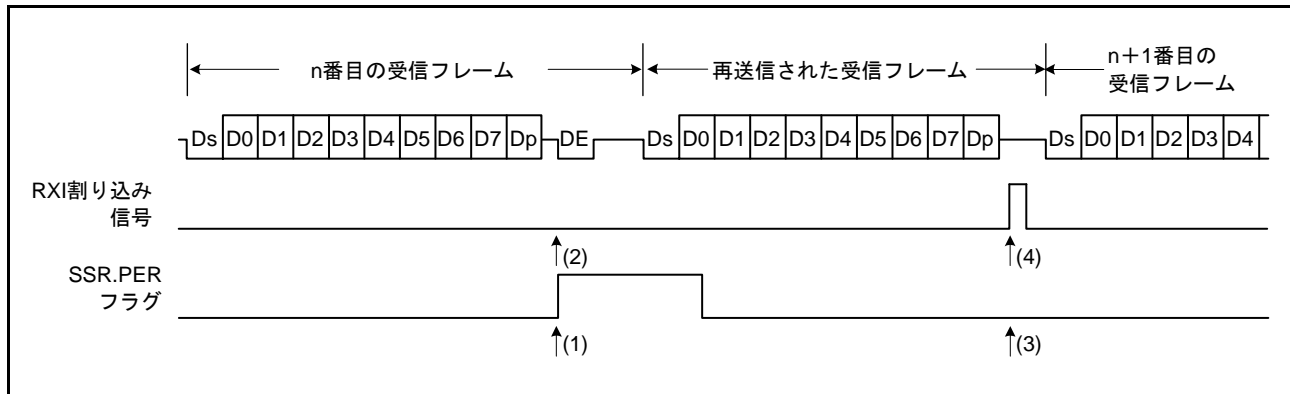 n番目の受信フレーム
再送信された受信フレーム
n+1番目の
受信フレーム
Ds D0 D1 D2 D3 D4 D5 D6 D7 Dp DE Ds D0 D1 D2 D3 D4 D5 D6 D7 Dp Ds D0 D1 D2 D3 D4
RXI割り込み
信号
(2) (4)
SSR.PER
フラグ
(1) (3)